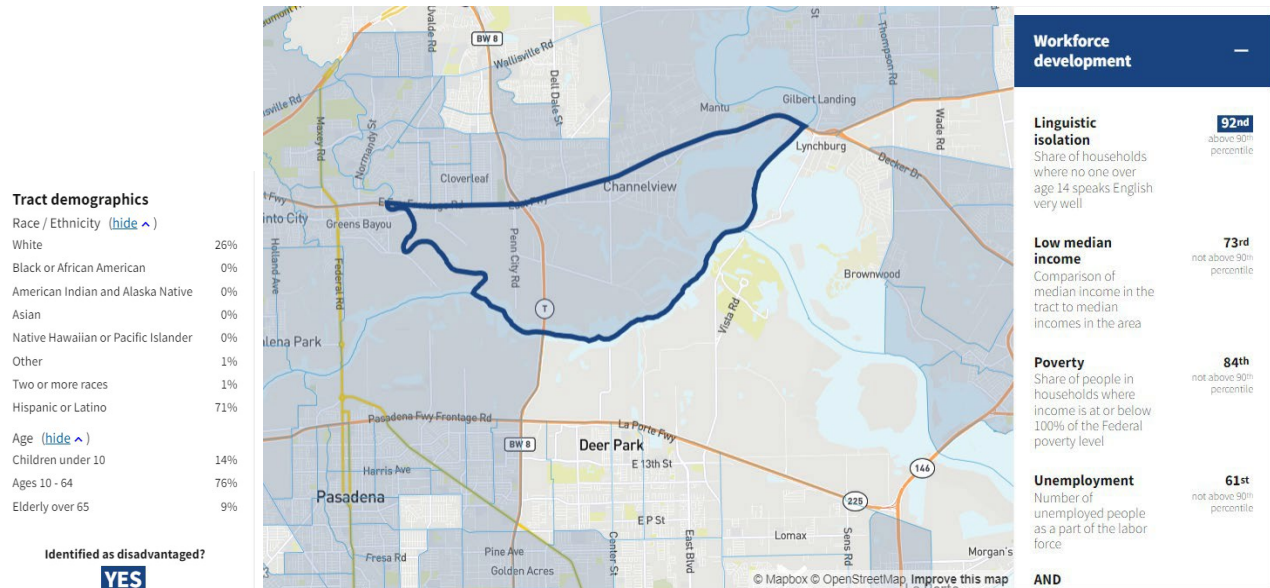 Tract demographics
Race / Ethnicity (hide ^)
White 26%
Black or African American 0%
American Indian and Alaska Native 0%
Asian 0%
Native Hawaiian or Pacific Islander 0%
Other 1%
Two or more races 1%
Hispanic or Latino 71%
Age (hide ^)
Children under 10 14%
Ages 10 - 64 76%
Elderly over 65 9%
Identified as disadvantaged?
YES
Uvalde Rd
BW 8
Wallisville Rd
Dell Dale St
St
Thompson Rd
Mantu
Gilbert Landing
Wade Rd
Maxey Rd
Normandy St
Lynchburg
Decker Dr
Cloverleaf
Channelview
Greens Bayou
Holland Ave
Federal Rd
Penn City Rd
T
Brownwood
Vista Rd
Pasadena Fwy Frontage Rd
La Porte Fwy
BW 8
Deer Park
E 13th St
146
Harris Ave
Pasadena
225
E P St
Center St
East Blvd
Lomax
Sens Rd
Fresa Rd
Pine Ave
Golden Acres
Morgan's
© Mapbox © OpenStreetMap Improve this map
Workforce
development
–
Linguistic 92nd
isolation above 90th
Share of households percentile
where no one over
age 14 speaks English
very well
Low median 73rd
income not above 90th
Comparison of percentile
median income in the
tract to median
incomes in the area
Poverty 84th
Share of people in not above 90th
households where percentile
income is at or below
100% of the Federal
poverty level
Unemployment 61st
Number of not above 90th
unemployed people percentile
as a part of the labor
force
AND